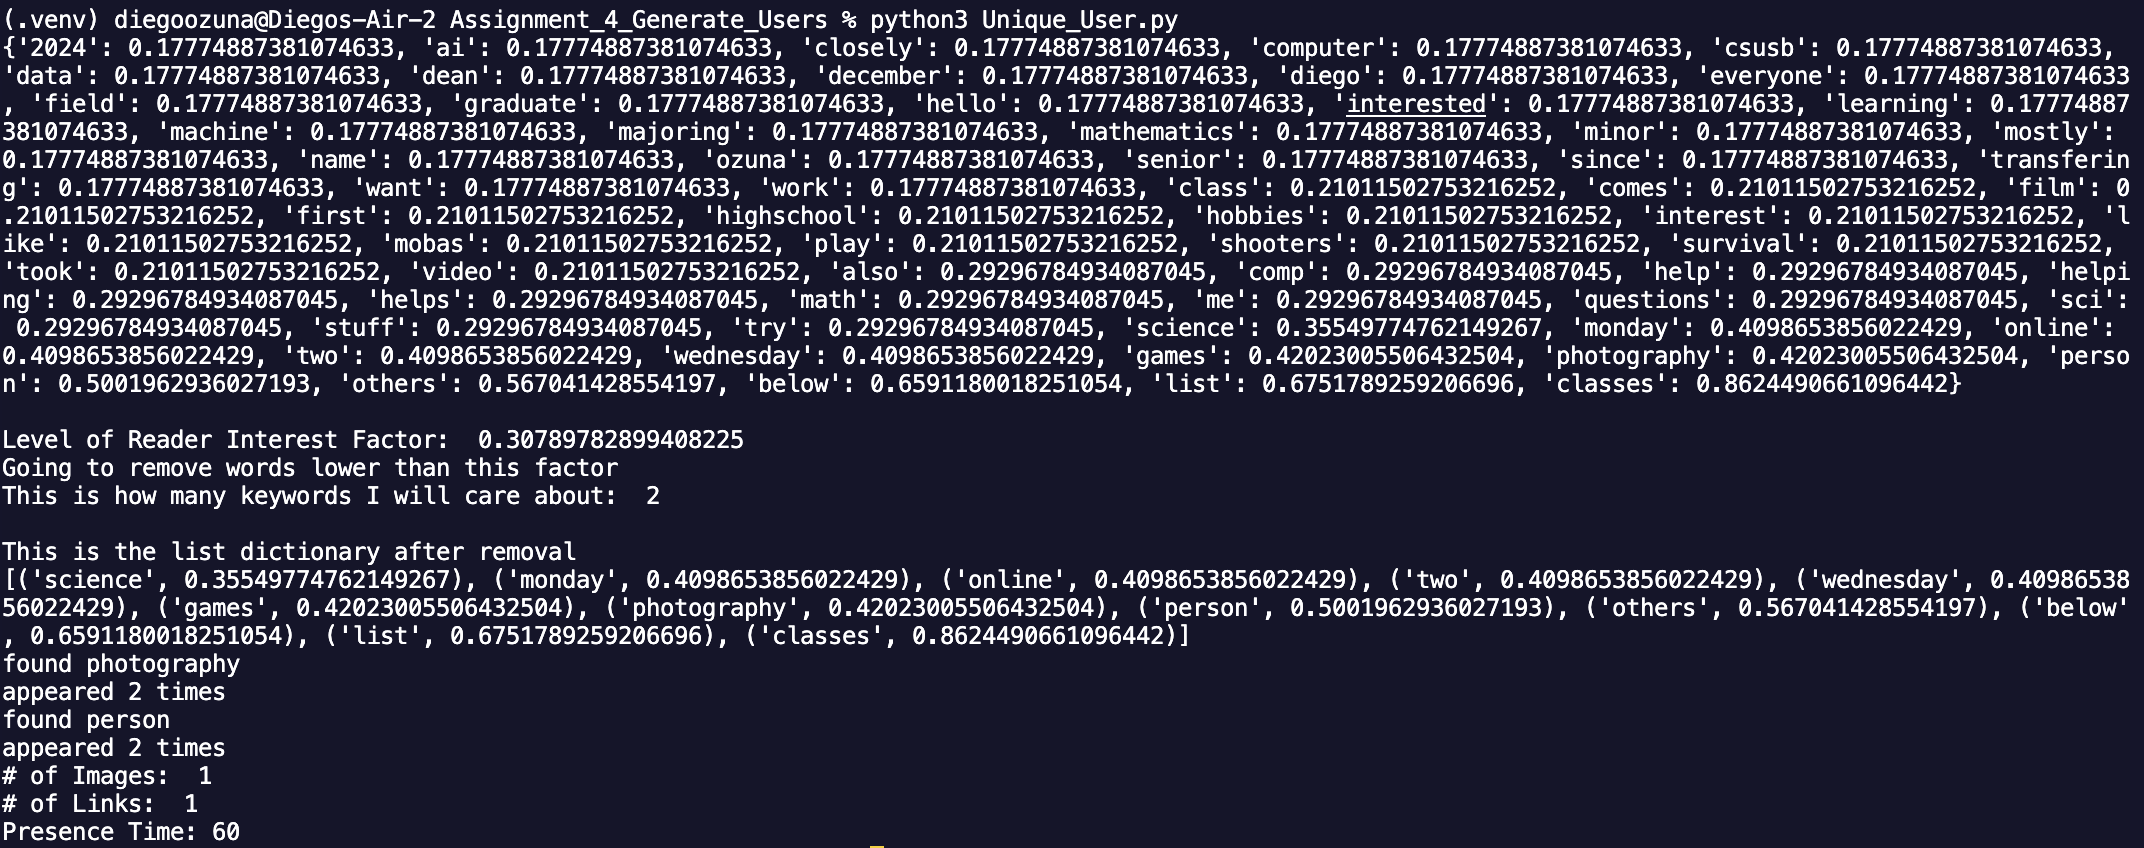 (.venv) diegoozuna@Diegos-Air-2 Assignment_4_Generate_Users % python3 Unique_User.py
{'2024': 0.17774887381074633, 'ai': 0.17774887381074633, 'closely': 0.17774887381074633, 'computer': 0.17774887381074633, 'csusb': 0.17774887381074633,
'data': 0.17774887381074633, 'dean': 0.17774887381074633, 'december': 0.17774887381074633, 'diego': 0.17774887381074633, 'everyone': 0.17774887381074633
, 'field': 0.17774887381074633, 'graduate': 0.17774887381074633, 'hello': 0.17774887381074633, 'interested': 0.17774887381074633, 'learning': 0.17774887
381074633, 'machine': 0.17774887381074633, 'majoring': 0.17774887381074633, 'mathematics': 0.17774887381074633, 'minor': 0.17774887381074633, 'mostly':
0.17774887381074633, 'name': 0.17774887381074633, 'ozuna': 0.17774887381074633, 'senior': 0.17774887381074633, 'since': 0.17774887381074633, 'transferin
g': 0.17774887381074633, 'want': 0.17774887381074633, 'work': 0.17774887381074633, 'class': 0.21011502753216252, 'comes': 0.21011502753216252, 'film': 0
.21011502753216252, 'first': 0.21011502753216252, 'highschool': 0.21011502753216252, 'hobbies': 0.21011502753216252, 'interest': 0.21011502753216252, 'l
ike': 0.21011502753216252, 'mobas': 0.21011502753216252, 'play': 0.21011502753216252, 'shooters': 0.21011502753216252, 'survival': 0.21011502753216252,
'took': 0.21011502753216252, 'video': 0.21011502753216252, 'also': 0.29296784934087045, 'comp': 0.29296784934087045, 'help': 0.29296784934087045, 'helpi
ng': 0.29296784934087045, 'helps': 0.29296784934087045, 'math': 0.29296784934087045, 'me': 0.29296784934087045, 'questions': 0.29296784934087045, 'sci':
0.29296784934087045, 'stuff': 0.29296784934087045, 'try': 0.29296784934087045, 'science': 0.35549774762149267, 'monday': 0.4098653856022429, 'online':
0.4098653856022429, 'two': 0.4098653856022429, 'wednesday': 0.4098653856022429, 'games': 0.42023005506432504, 'photography': 0.42023005506432504, 'perso
n': 0.5001962936027193, 'others': 0.567041428554197, 'below': 0.6591180018251054, 'list': 0.6751789259206696, 'classes': 0.8624490661096442}
Level of Reader Interest Factor:  0.30789782899408225
Going to remove words lower than this factor
This is how many keywords I will care about:  2
This is the list dictionary after removal
[('science', 0.35549774762149267), ('monday', 0.4098653856022429), ('online', 0.4098653856022429), ('two', 0.4098653856022429), ('wednesday', 0.40986538
56022429), ('games', 0.42023005506432504), ('photography', 0.42023005506432504), ('person', 0.5001962936027193), ('others', 0.567041428554197), ('below'
, 0.6591180018251054), ('list', 0.6751789259206696), ('classes', 0.8624490661096442)]
found photography
appeared 2 times
found person
appeared 2 times
# of Images:  1
# of Links:  1
Presence Time: 60